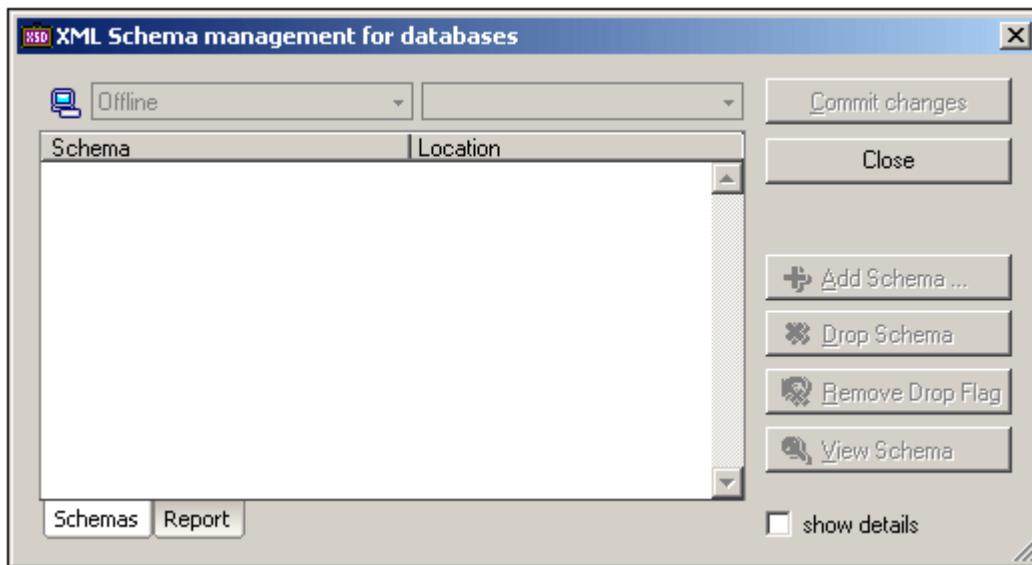 XSD XML Schema management for databases
Offline
Commit changes
Schema Location
Close
Add Schema ...
Drop Schema
Remove Drop Flag
View Schema
Schemas Report
show details